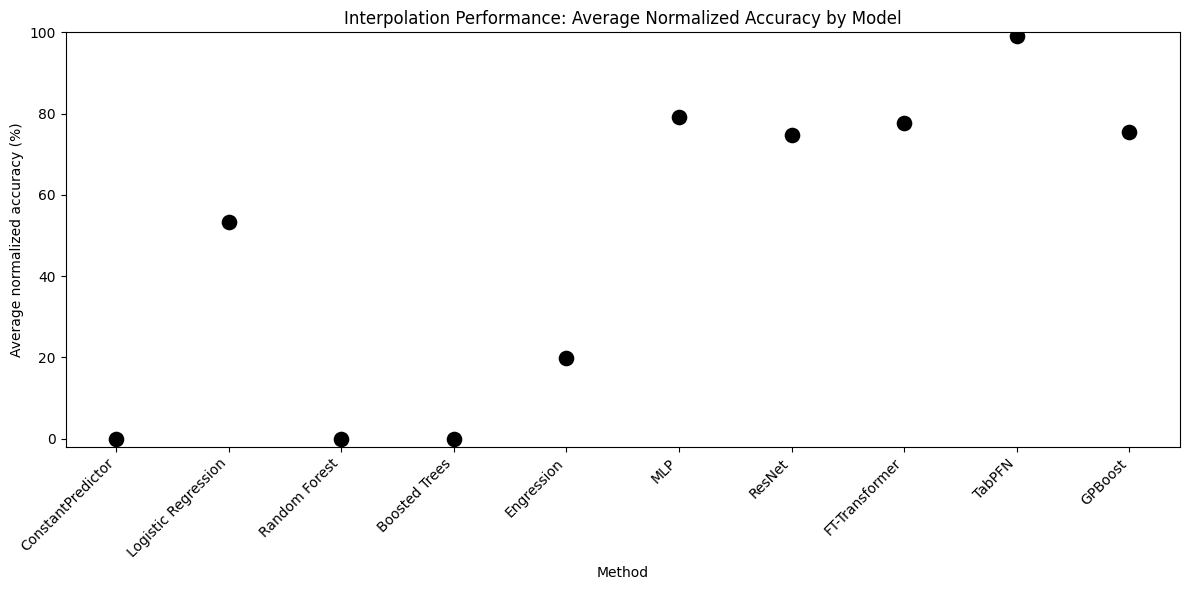 Interpolation Performance: Average Normalized Accuracy by Model
Average normalized accuracy (%)
100
80
60
40
20
0
ConstantPredictor
Logistic Regression
Random Forest
Boosted Trees
Engression
MLP
ResNet
FT-Transformer
TabPFN
GPBoost
Method